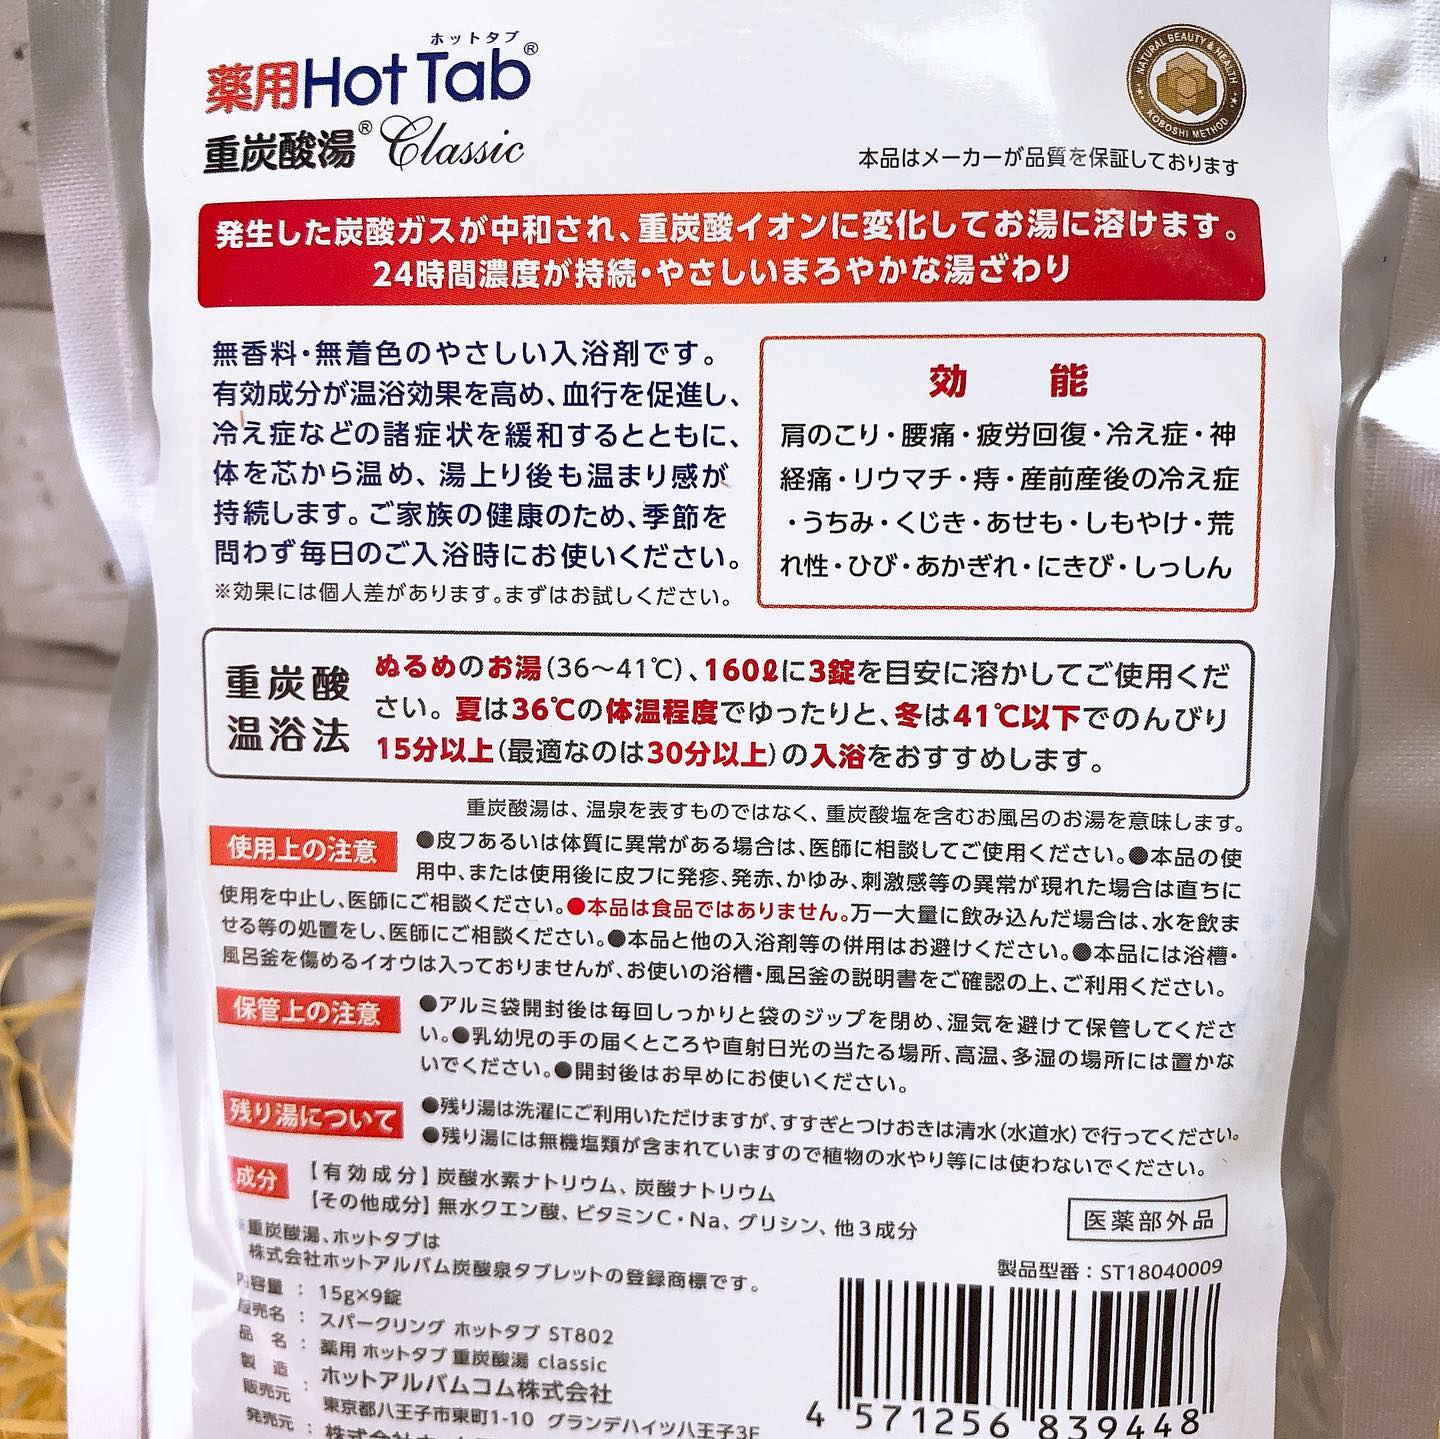 ホットタブ
薬用HotTab®
重炭酸湯® Classic
NATURAL BEAUTY & HEALTH
KOBOSHI METHOD
本品はメーカーが品質を保証しております
発生した炭酸ガスが中和され、重炭酸イオンに変化してお湯に溶けます。
24時間濃度が持続・やさしいまろやかな湯ざわり
無香料・無着色のやさしい入浴剤です。
有効成分が温浴効果を高め、血行を促進し、
冷え症などの諸症状を緩和するとともに、
体を芯から温め、湯上り後も温まり感が
持続します。ご家族の健康のため、季節を
問わず毎日のご入浴時にお使いください。
※効果には個人差があります。まずはお試しください。
効 能
肩のこり・腰痛・疲労回復・冷え症・神
経痛・リウマチ・痔・産前産後の冷え症
・うちみ・くじき・あせも・しもやけ・荒
れ性・ひび・あかぎれ・にきび・しっしん
重炭酸
温浴法
ぬるめのお湯(36〜41℃)、160ℓに3錠を目安に溶かしてご使用くだ
さい。夏は36℃の体温程度でゆったりと、冬は41℃以下でのんびり
15分以上(最適なのは30分以上)の入浴をおすすめします。
重炭酸湯は、温泉を表すものではなく、重炭酸塩を含むお風呂のお湯を意味します。
使用上の注意
●皮フあるいは体質に異常がある場合は、医師に相談してご使用ください。●本品の使
用中、または使用後に皮フに発疹、発赤、かゆみ、刺激感等の異常が現れた場合は直ちに
使用を中止し、医師にご相談ください。●本品は食品ではありません。万一大量に飲み込んだ場合は、水を飲ま
せる等の処置をし、医師にご相談ください。●本品と他の入浴剤等の併用はお避けください。●本品には浴槽・
風呂釜を傷めるイオウは入っておりませんが、お使いの浴槽・風呂釜の説明書をご確認の上、ご利用ください。
保管上の注意
●アルミ袋開封後は毎回しっかりと袋のジップを閉め、湿気を避けて保管してくださ
い。●乳幼児の手の届くところや直射日光の当たる場所、高温、多湿の場所には置かな
いでください。●開封後はお早めにお使いください。
残り湯について
●残り湯は洗濯にご利用いただけますが、すすぎとつけおきは清水(水道水)で行ってください。
●残り湯には無機塩類が含まれていますので植物の水やり等には使わないでください。
成分
【有効成分】炭酸水素ナトリウム、炭酸ナトリウム
【その他成分】無水クエン酸、ビタミンC・Na、グリシン、他3成分
医薬部外品
※重炭酸湯、ホットタブは
株式会社ホットアルバム炭酸泉タブレットの登録商標です。
製品型番：ST18040009
内容量：15g×9錠
販売名：スパークリング ホットタブ ST802
品 名：薬用 ホットタブ 重炭酸湯 classic
製 造：ホットアルバムコム株式会社
東京都八王子市東町1-10 グランデハイツ八王子3F
販売元
発売元：株式会社
4 571256 839448